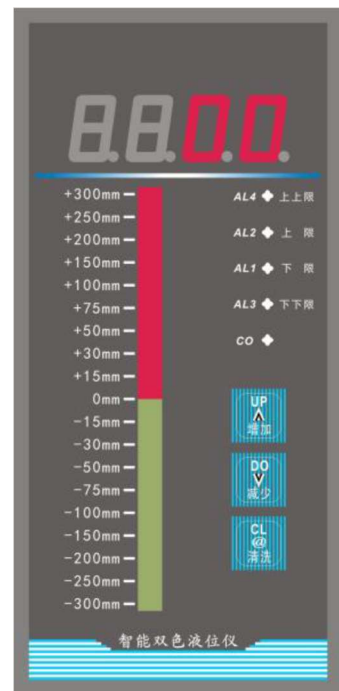 8.8.0.0.
+300mm
+250mm
+200mm
+150mm
+100mm
+75mm
+50mm
+30mm
+15mm
0mm
-15mm
-30mm
-50mm
-75mm
-100mm
-150mm
-200mm
-250mm
-300mm
AL4 上上限
AL2 上 限
AL1 下 限
AL3 下下限
CO
UP
增加
DO
减少
CL
@
清洗
智能双色液位仪